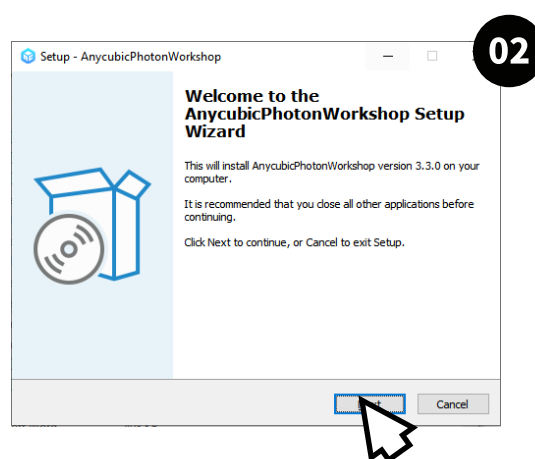 02
Setup - AnycubicPhotonWorkshop
Welcome to the
AnycubicPhotonWorkshop Setup
Wizard
This will install AnycubicPhotonWorkshop version 3.3.0 on your
computer.
It is recommended that you close all other applications before
continuing.
Click Next to continue, or Cancel to exit Setup.
Cancel